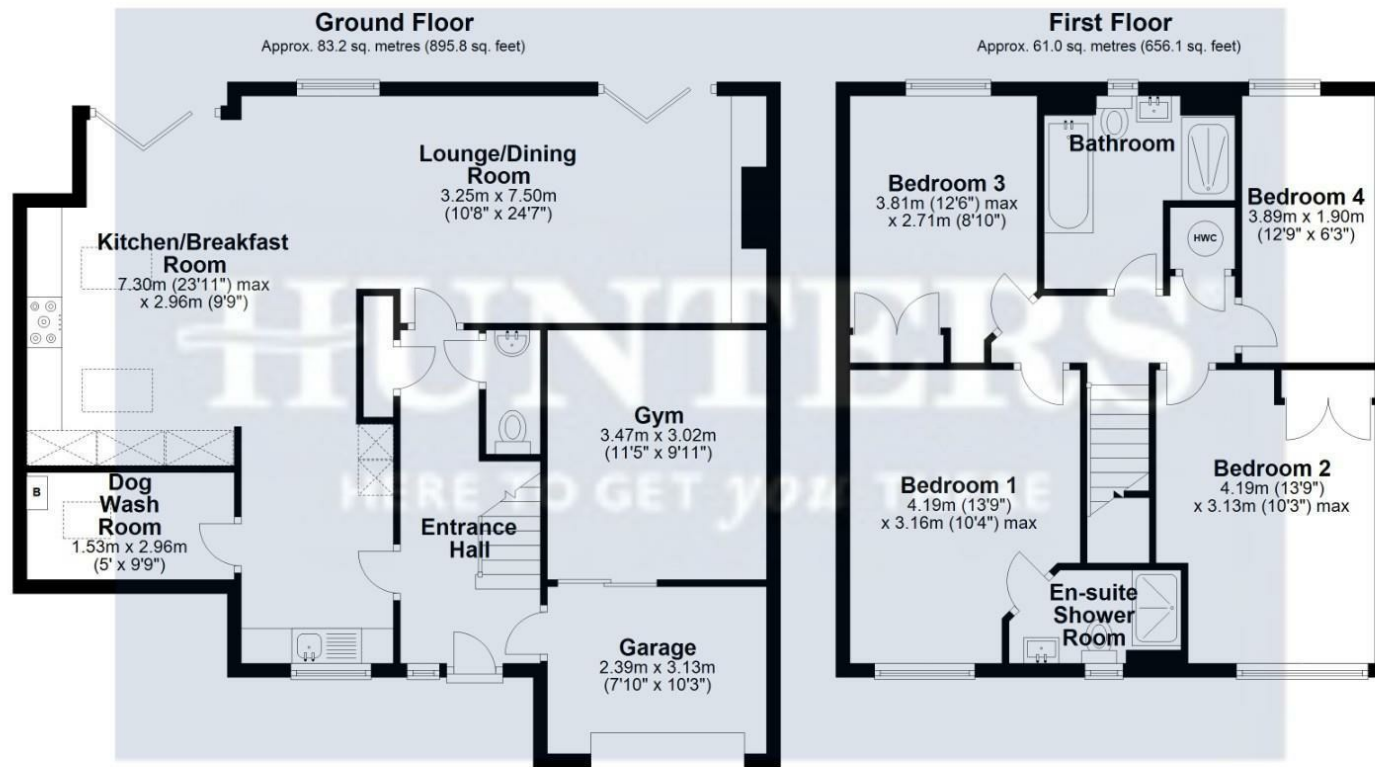 Ground Floor
Approx. 83.2 sq. metres (895.8 sq. feet)
Lounge/Dining
Room
3.25m x 7.50m
(10'8" x 24'7")
Kitchen/Breakfast
Room
7.30m (23'11") max
x 2.96m (9'9")
Gym
3.47m x 3.02m
(11'5" x 9'11")
B
Dog
Wash
Room
1.53m x 2.96m
(5' x 9'9")
Entrance
Hall
Garage
2.39m x 3.13m
(7'10" x 10'3")
First Floor
Approx. 61.0 sq. metres (656.1 sq. feet)
Bathroom
Bedroom 3
3.81m (12'6") max
x 2.71m (8'10")
Bedroom 4
3.89m x 1.90m
(12'9" x 6'3")
HWC
Bedroom 1
4.19m (13'9")
x 3.16m (10'4") max
Bedroom 2
4.19m (13'9")
x 3.13m (10'3") max
En-suite
Shower
Room
HUNTERS
HERE TO GET you THERE